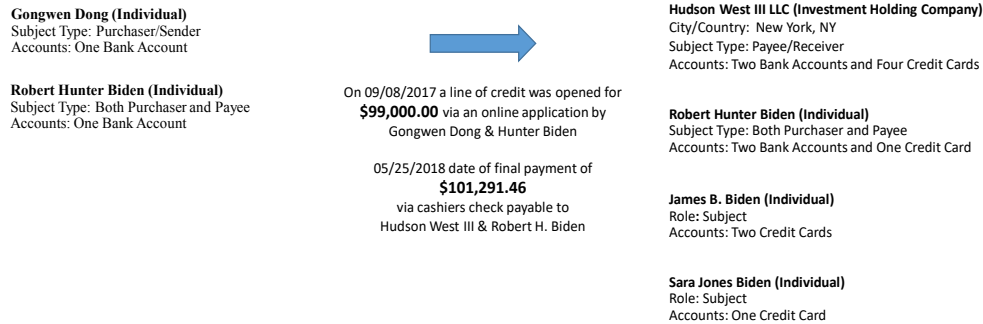 Gongwen Dong (Individual)
Subject Type: Purchaser/Sender
Accounts: One Bank Account
Robert Hunter Biden (Individual)
Subject Type: Both Purchaser and Payee
Accounts: One Bank Account
On 09/08/2017 a line of credit was opened for
$99,000.00 via an online application by
Gongwen Dong & Hunter Biden
05/25/2018 date of final payment of
$101,291.46
via cashiers check payable to
Hudson West III & Robert H. Biden
Hudson West III LLC (Investment Holding Company)
City/Country: New York, NY
Subject Type: Payee/Receiver
Accounts: Two Bank Accounts and Four Credit Cards
Robert Hunter Biden (Individual)
Subject Type: Both Purchaser and Payee
Accounts: Two Bank Accounts and One Credit Card
James B. Biden (Individual)
Role: Subject
Accounts: Two Credit Cards
Sara Jones Biden (Individual)
Role: Subject
Accounts: One Credit Card